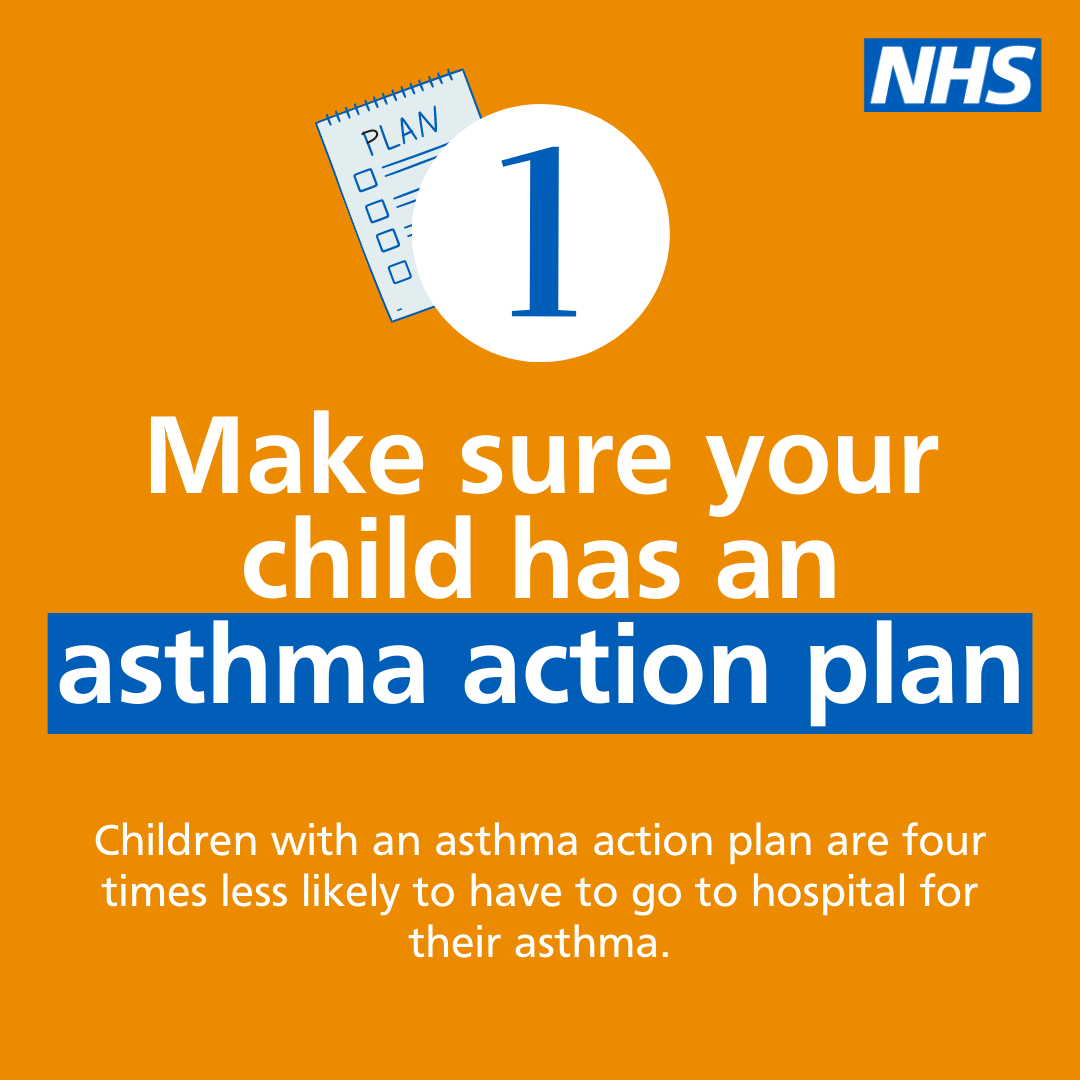 NHS
PLAN
1
Make sure your
child has an
asthma action plan
Children with an asthma action plan are four
times less likely to have to go to hospital for
their asthma.